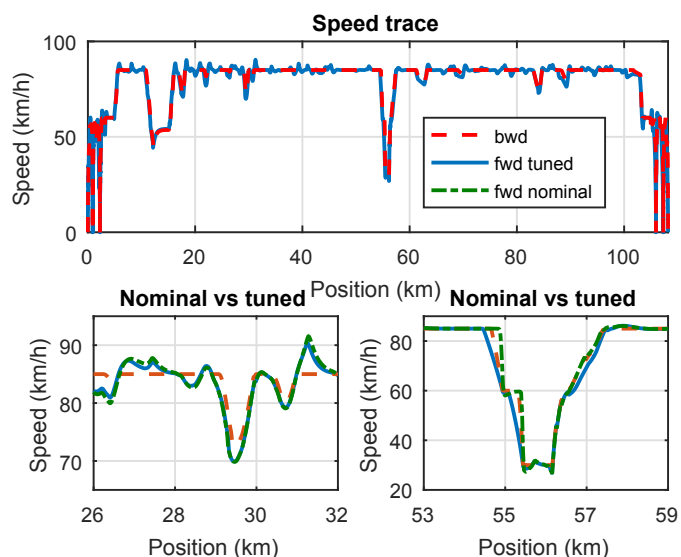 Speed trace
100
50
0
Speed (km/h)
bwd
fwd tuned
fwd nominal
0 20 40 60 80 100
Position (km)
Nominal vs tuned
90
80
70
Speed (km/h)
26 28 30 32
Position (km)
Nominal vs tuned
80
60
40
20
Speed (km/h)
53 55 57 59
Position (km)